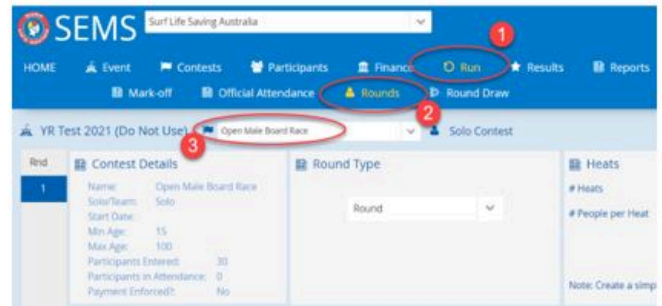 SEMS Surf Life Saving Australia
1
HOME Event Contests Participants Finance Run Results Reports
Mark-off Official Attendance Rounds Round Draw
2
YR Test 2021 (Do Not Use) Open Male Board Race Solo Contest
3
Rnd Contest Details Round Type Heats
1 Name: Open Male Board Race # Heats
Solo/Team: Solo Round # People per Heat
Start Date:
Min Age: 15
Max Age: 100
Participants Entered: 30
Participants in Attendance: 0
Payment Enforced?: No Note: Create a simp